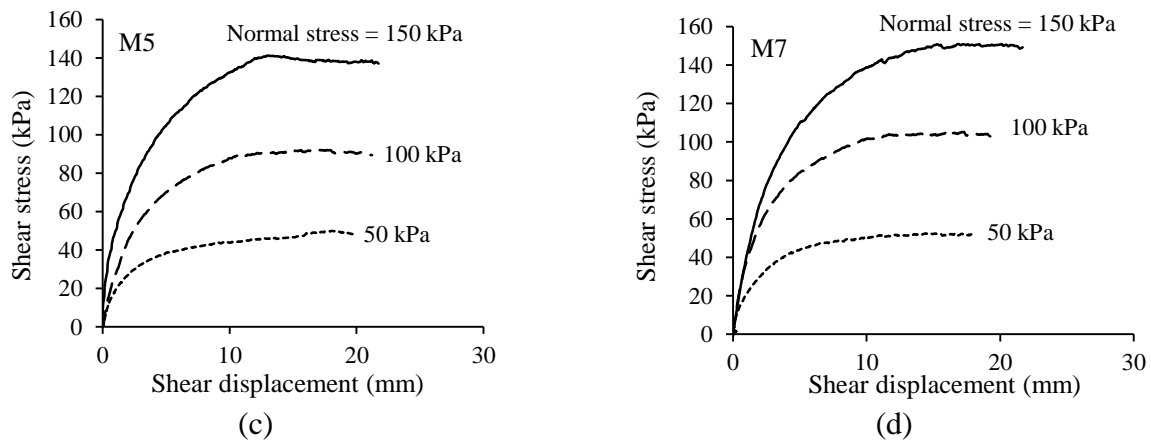 M5
Normal stress = 150 kPa
100 kPa
50 kPa
Shear stress (kPa)
160
140
120
100
80
60
40
20
0
0 10 20 30
Shear displacement (mm)
(c)
M7
Normal stress = 150 kPa
100 kPa
50 kPa
Shear stress (kPa)
160
140
120
100
80
60
40
20
0
0 10 20 30
Shear displacement (mm)
(d)